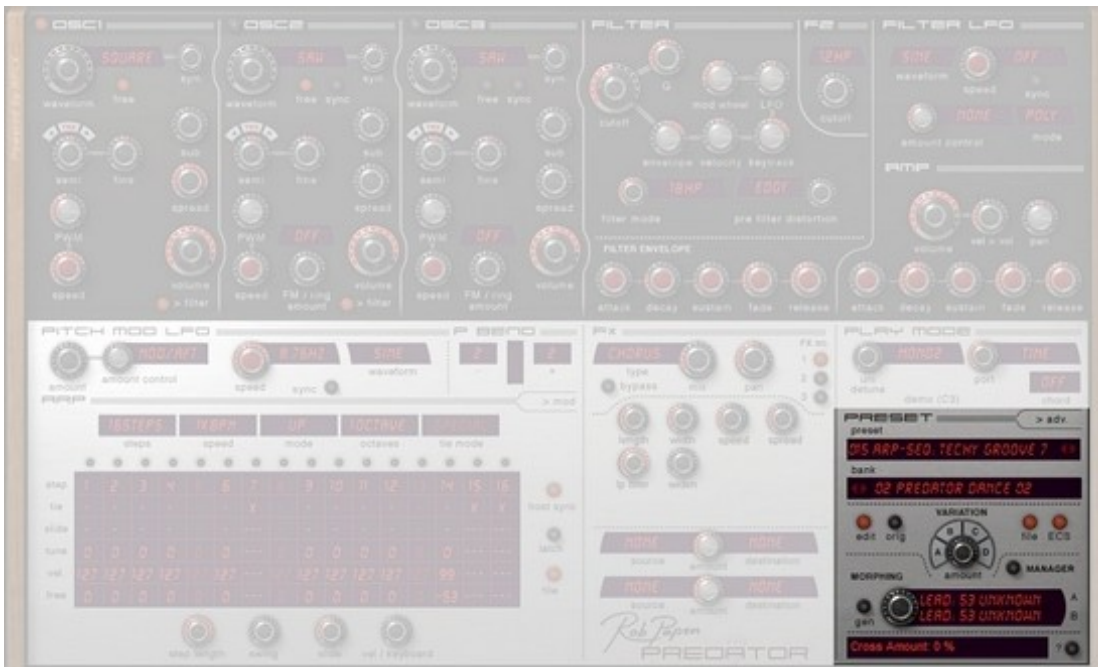 OSC1
OSC2
OSC3
FILTER
F2
FILTER LFO
SQUARE
SAW
SAW
12HP
SINE
OFF
sym
sym
sym
waveform
free
waveform
free sync
waveform
free sync
cutoff
Q
mod wheel
LFO
cutoff
waveform
speed
sync
NONE
POLY
amount control
mode
semi
fine
sub
semi
fine
sub
semi
fine
sub
envelope
velocity
keytrack
AMP
18HP
EDGY
filter mode
pre filter distortion
spread
spread
spread
volume
vel > vol
pan
PWM
PWM
OFF
PWM
OFF
FILTER ENVELOPE
speed
volume
speed
FM / ring
amount
volume
speed
FM / ring
amount
volume
> filter
> filter
attack
decay
sustain
fade
release
attack
decay
sustain
fade
release
PITCH MOD LFO
P BEND
FX
PLAY MODE
MOD/AFT
8.76HZ
SINE
2
2
CHORUS
MONO2
TIME
amount
amount control
speed
sync
waveform
type
bypass
mix
pan
FX no
1
2
3
uni
detune
port
OFF
demo (C3)
chord
> mod
16STEPS
1XBPM
UP
1OCTAVE
steps
speed
mode
octaves
tie mode
length
width
speed
spread
lp filter
width
step
1 2 3 6 7 9 10 11 12 14 15 16
tie
slide
tune
vel.
free
host sync
latch
file
step length
swing
slide
vel / keyboard
NONE
NONE
source
amount
destination
NONE
NONE
source
amount
destination
Rob Papen
PREDATOR
PRESET
> adv.
preset
015 ARP-SEQ: TECHY GROOVE 7
bank
02 PREDATOR DANCE 02
VARIATION
edit
orig
A B C D
file
ECS
amount
MANAGER
MORPHING
gen
LEAD: 53 UNKNOWN
A
LEAD: 53 UNKNOWN
B
Cross Amount: 0 %
?